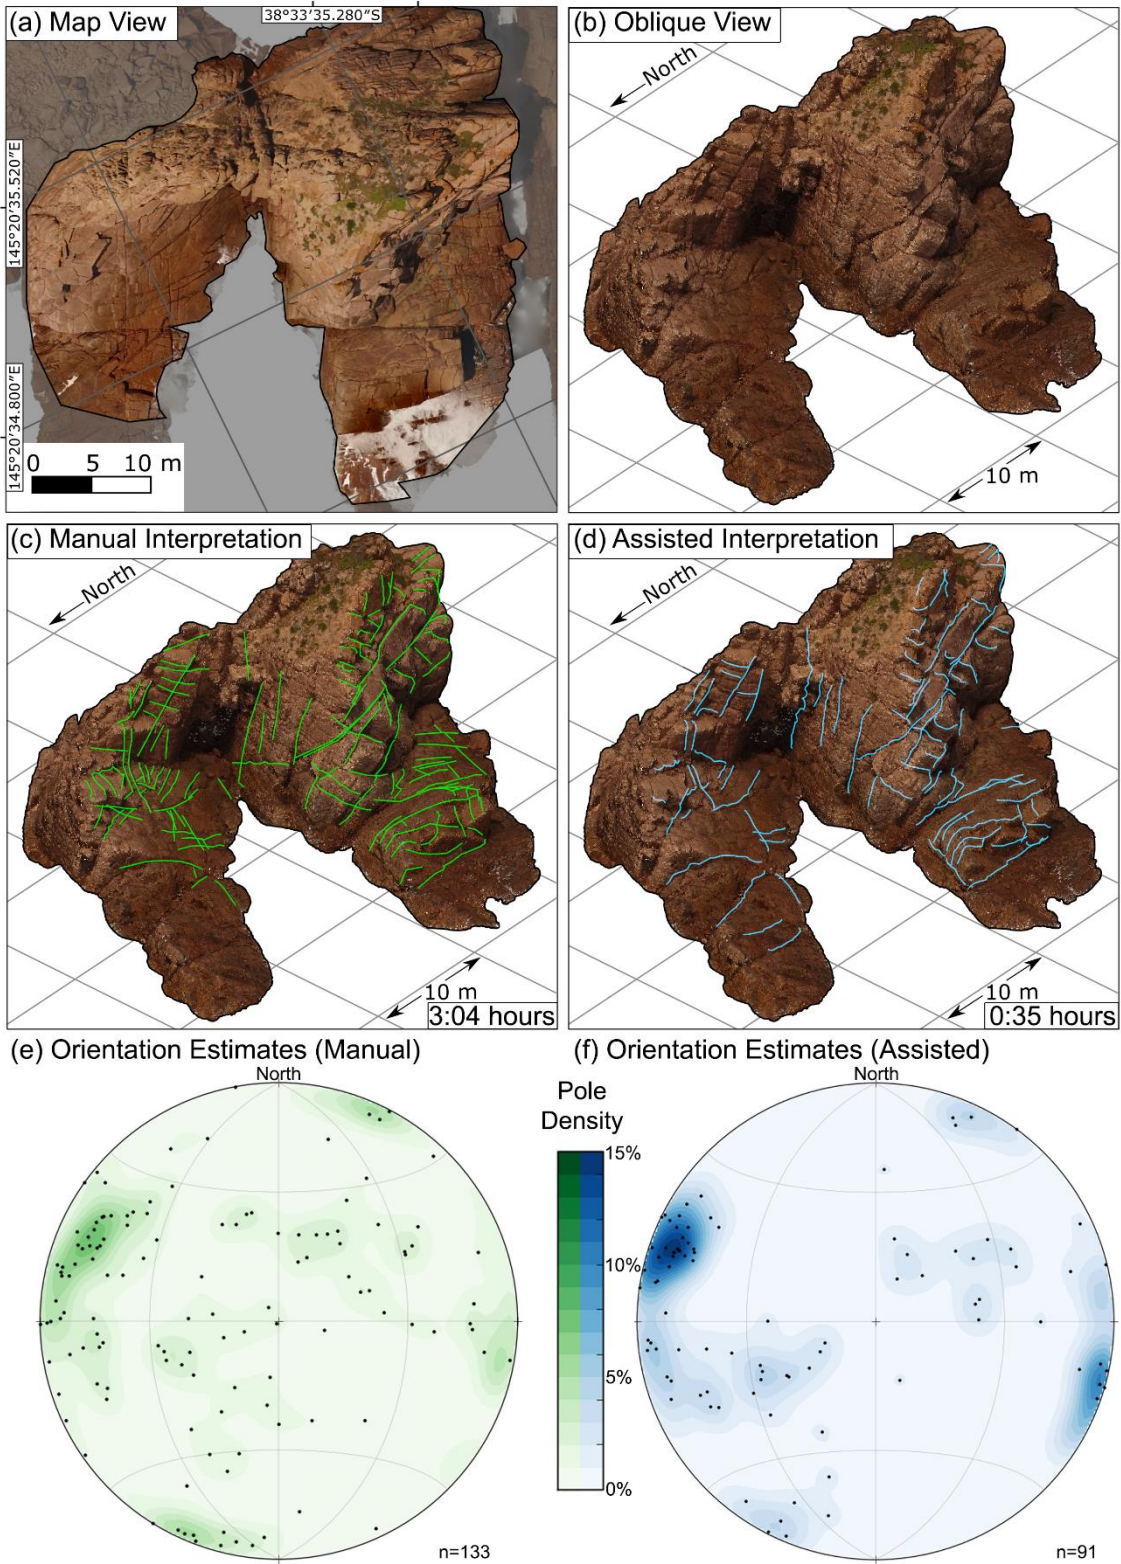 (a) Map View
38°33'35.280"S
145°20'35.520"E
145°20'34.800"E
0 5 10 m
(b) Oblique View
North
10 m
(c) Manual Interpretation
North
10 m
3:04 hours
(d) Assisted Interpretation
North
10 m
0:35 hours
(e) Orientation Estimates (Manual)
North
n=133
Pole
Density
15%
10%
5%
0%
(f) Orientation Estimates (Assisted)
North
n=91